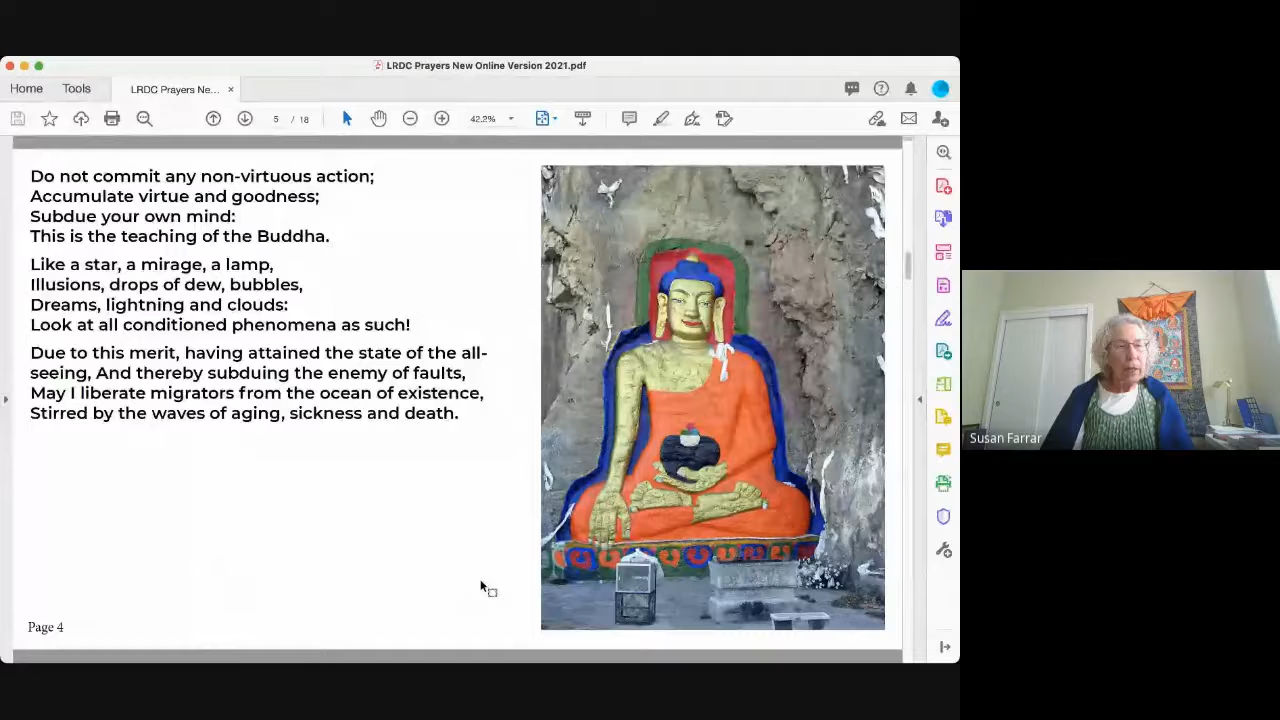 LRDC Prayers New Online Version 2021.pdf
Home
Tools
LRDC Prayers Ne... ×
5 / 18
42.2%
Do not commit any non-virtuous action;
Accumulate virtue and goodness;
Subdue your own mind:
This is the teaching of the Buddha.
Like a star, a mirage, a lamp,
Illusions, drops of dew, bubbles,
Dreams, lightning and clouds:
Look at all conditioned phenomena as such!
Due to this merit, having attained the state of the all-
seeing, And thereby subduing the enemy of faults,
May I liberate migrators from the ocean of existence,
Stirred by the waves of aging, sickness and death.
Page 4
Susan Farrar